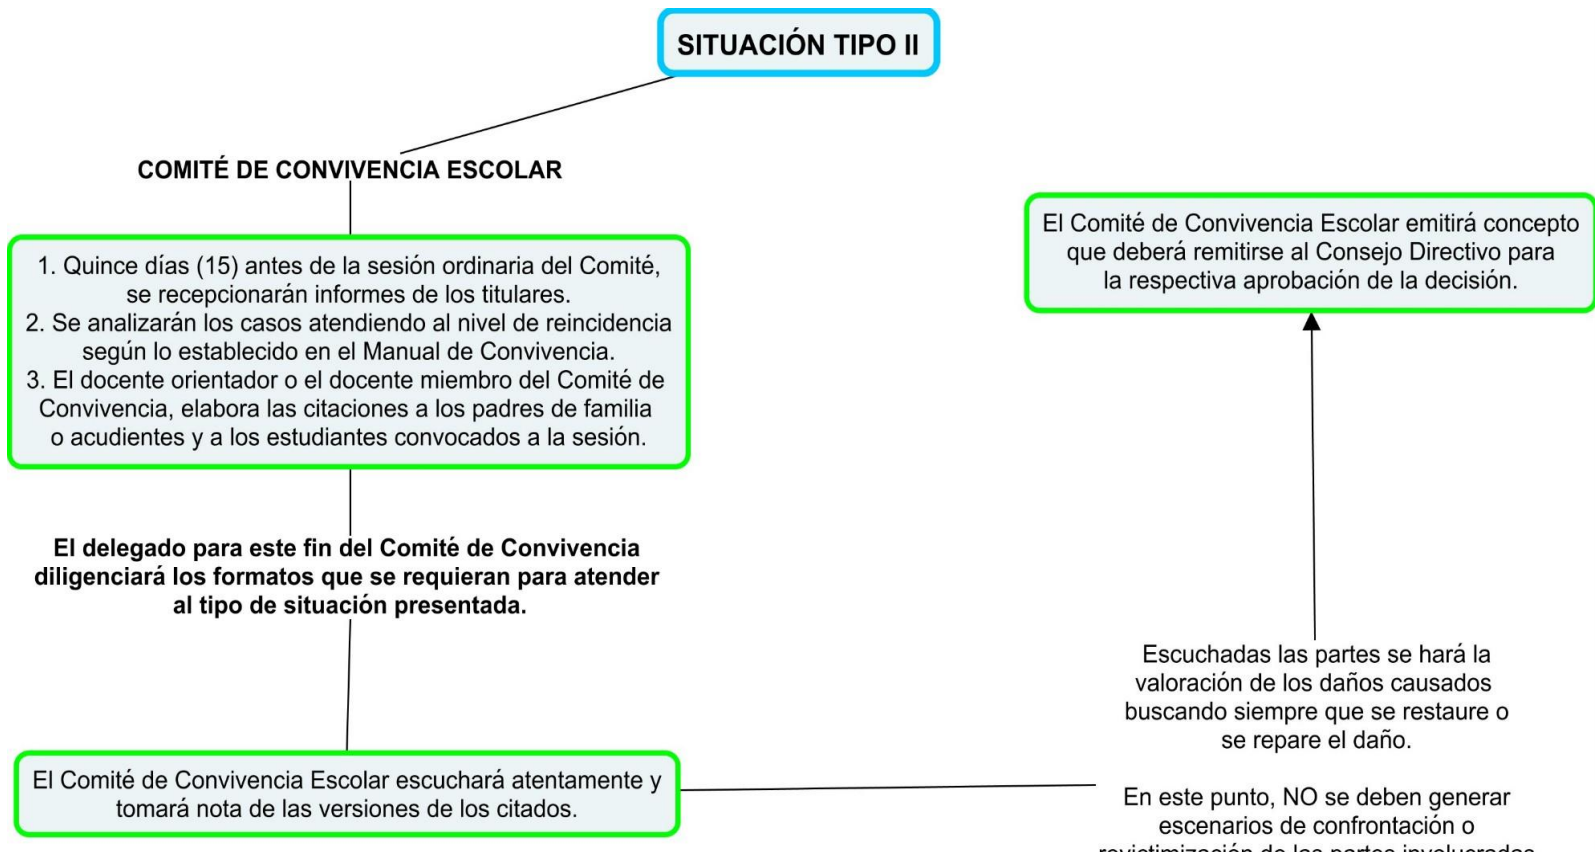 SITUACIÓN TIPO II
COMITÉ DE CONVIVENCIA ESCOLAR
1. Quince días (15) antes de la sesión ordinaria del Comité,
se recepcionarán informes de los titulares.
2. Se analizarán los casos atendiendo al nivel de reincidencia
según lo establecido en el Manual de Convivencia.
3. El docente orientador o el docente miembro del Comité de
Convivencia, elabora las citaciones a los padres de familia
o acudientes y a los estudiantes convocados a la sesión.
El delegado para este fin del Comité de Convivencia
diligenciará los formatos que se requieran para atender
al tipo de situación presentada.
El Comité de Convivencia Escolar escuchará atentamente y
tomará nota de las versiones de los citados.
Escuchadas las partes se hará la
valoración de los daños causados
buscando siempre que se restaure o
se repare el daño.
En este punto, NO se deben generar
escenarios de confrontación o
revictimización de las partes involucradas
El Comité de Convivencia Escolar emitirá concepto
que deberá remitirse al Consejo Directivo para
la respectiva aprobación de la decisión.